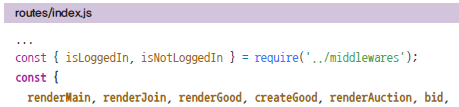 routes/index.js
...
const { isLoggedIn, isNotLoggedIn } = require('../middlewares');
const {
renderMain, renderJoin, renderGood, createGood, renderAuction, bid,